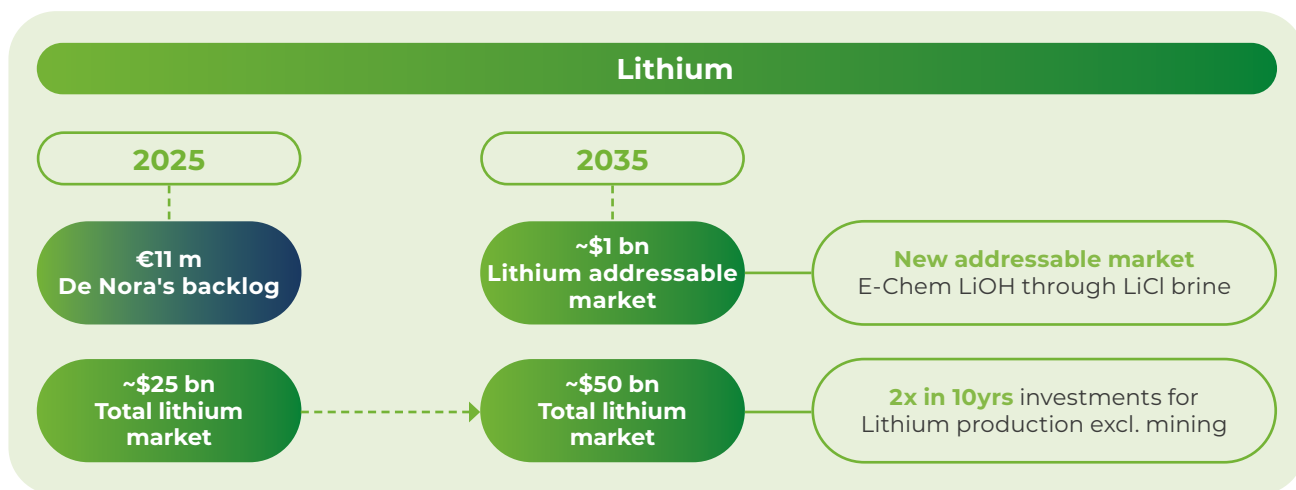 Lithium
2025
2035
€11 m
De Nora's backlog
~$1 bn
Lithium addressable
market
New addressable market
E-Chem LiOH through LiCl brine
~$25 bn
Total lithium
market
~$50 bn
Total lithium
market
2x in 10yrs investments for
Lithium production excl. mining